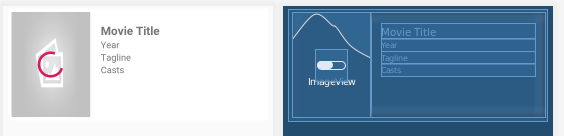 Movie Title
Year
Tagline
Casts
Movie Title
Year
Tagline
Casts
ImageView